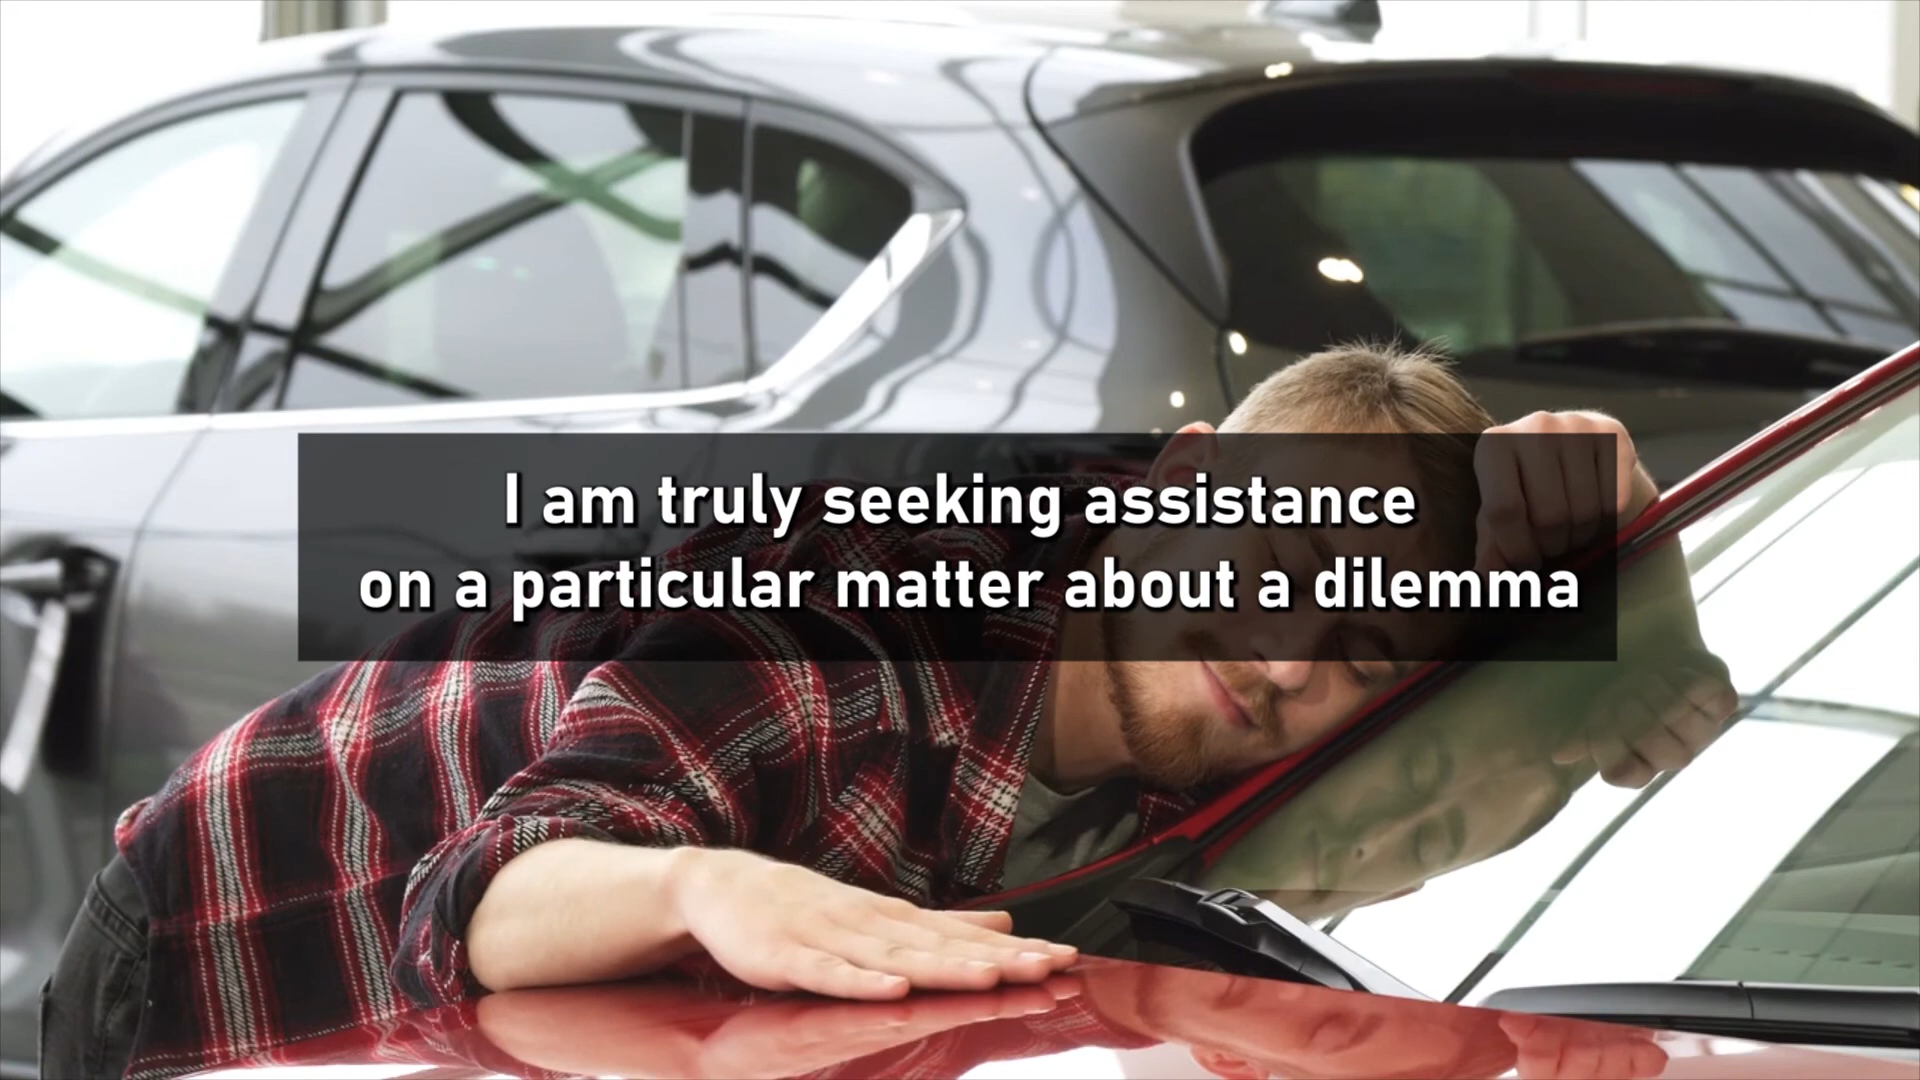 I am truly seeking assistance
on a particular matter about a dilemma